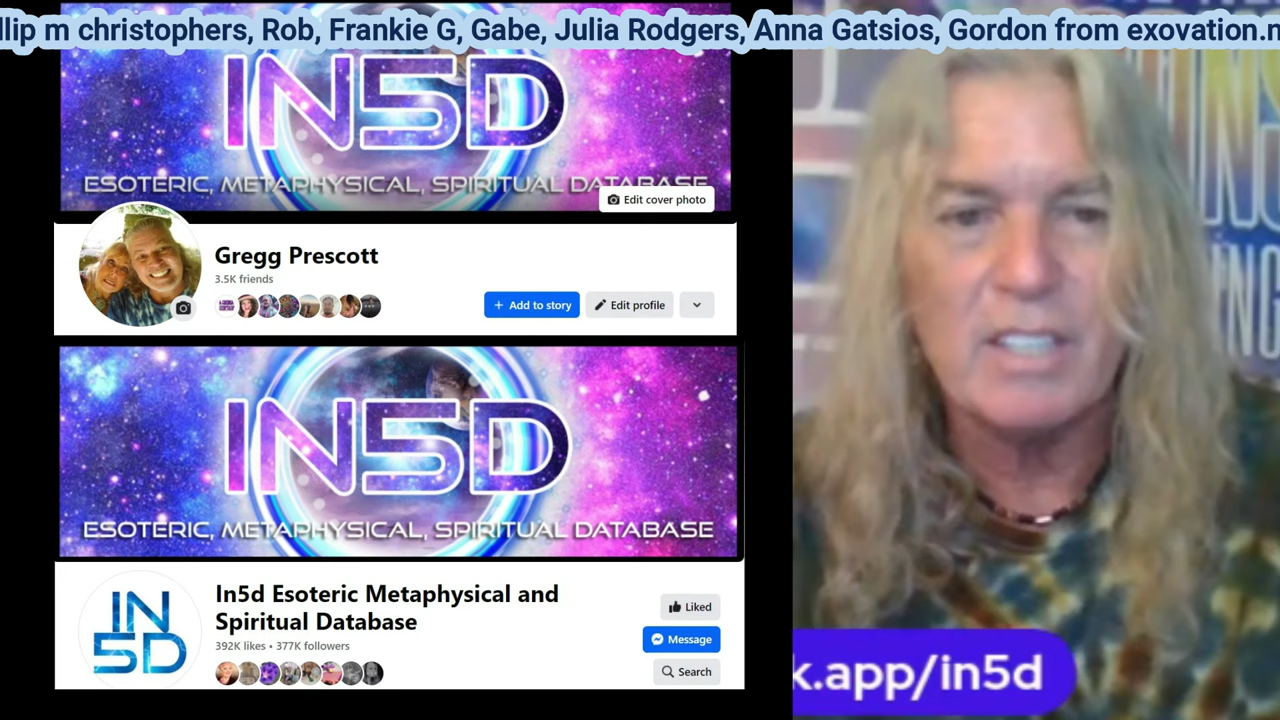 llip m christophers, Rob, Frankie G, Gabe, Julia Rodgers, Anna Gatsios, Gordon from exovation.n
IN5D
ESOTERIC, METAPHYSICAL, SPIRITUAL DATABASE
Edit cover photo
Gregg Prescott
3.5K friends
+ Add to story
Edit profile
IN5D
ESOTERIC, METAPHYSICAL, SPIRITUAL DATABASE
IN
5D
In5d Esoteric Metaphysical and
Spiritual Database
392K likes • 377K followers
Liked
Message
Search
k.app/in5d